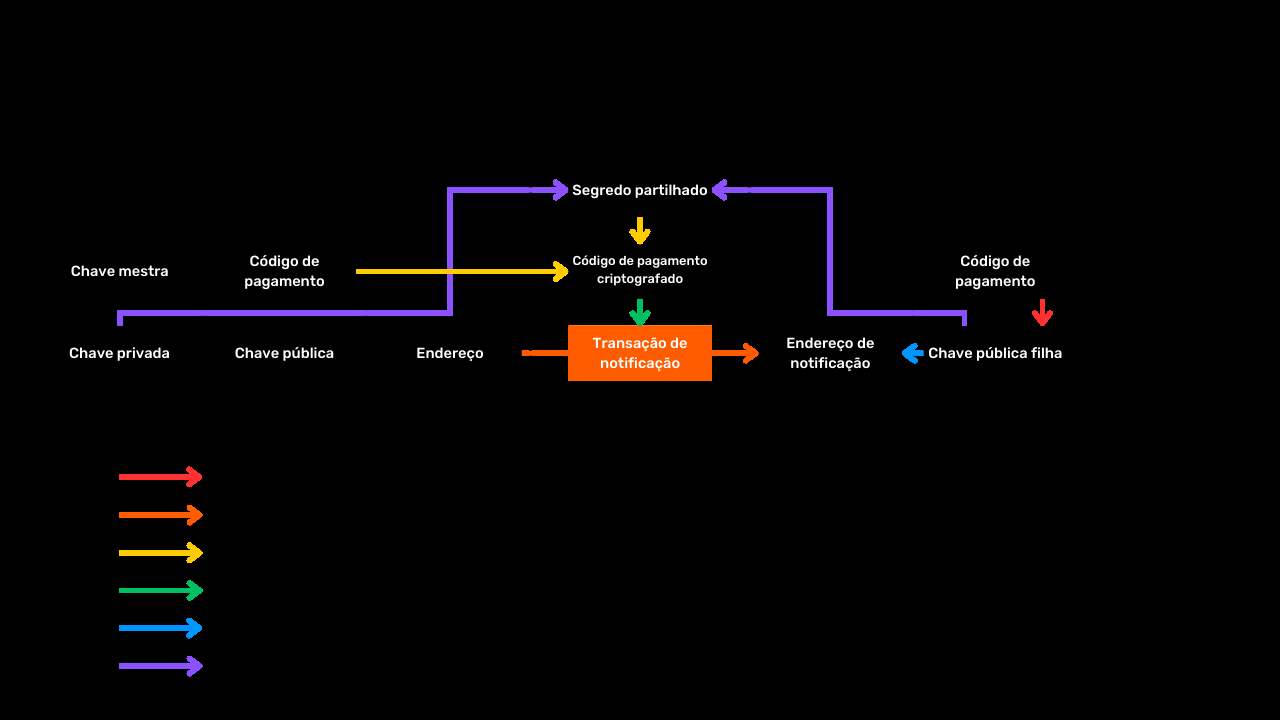 Segredo partilhado
Chave mestra
Código de
pagamento
Código de pagamento
criptografado
Código de
pagamento
Chave privada
Chave pública
Endereço
Transação de
notificação
Endereço de
notificação
Chave pública filha